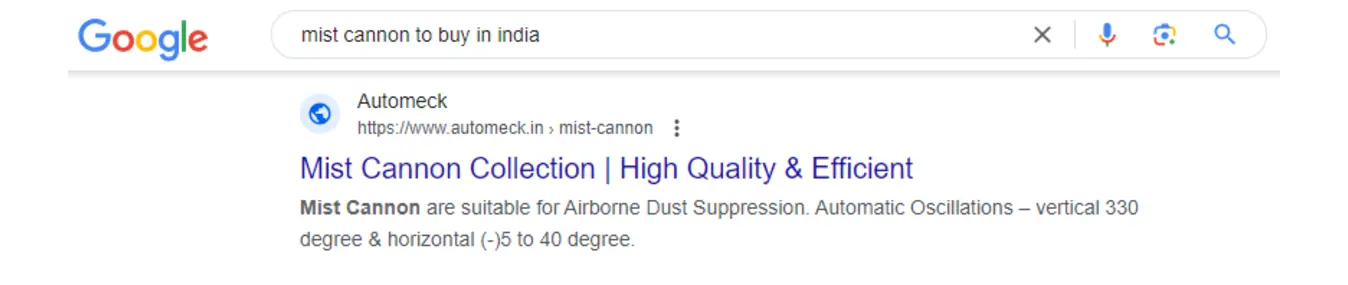 Google
mist cannon to buy in india
Automeck
https://www.automeck.in › mist-cannon
Mist Cannon Collection | High Quality & Efficient
Mist Cannon are suitable for Airborne Dust Suppression. Automatic Oscillations – vertical 330
degree & horizontal (-)5 to 40 degree.